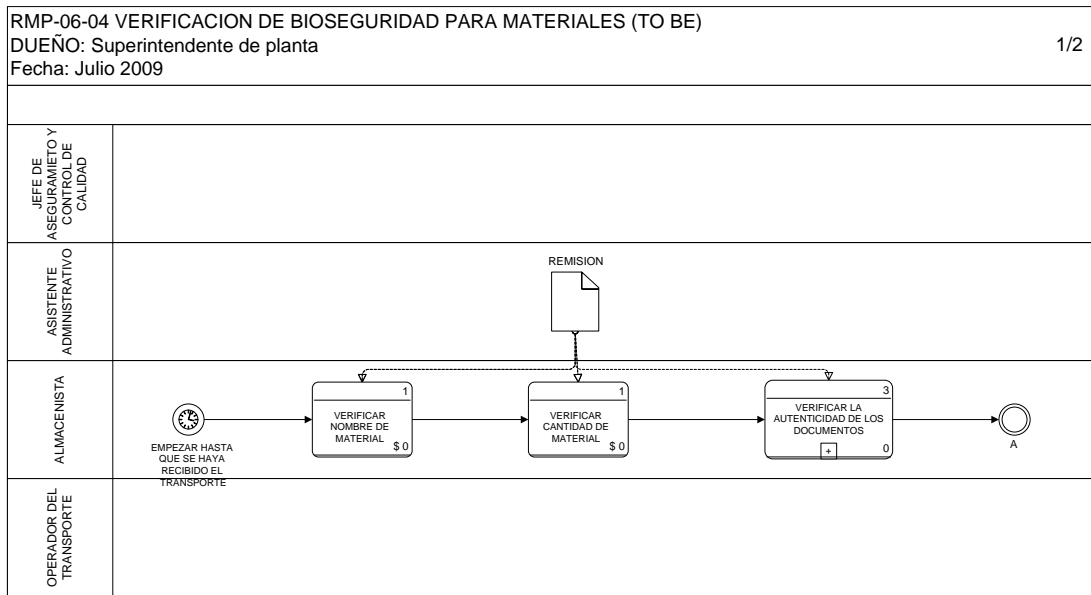 RMP-06-04 VERIFICACION DE BIOSEGURIDAD PARA MATERIALES (TO BE)
DUEÑO: Superintendente de planta
1/2
Fecha: Julio 2009
JEFE DE
ASEGURAMIETO Y
CONTROL DE
CALIDAD
ASISTENTE
ADMINISTRATIVO
REMISION
ALMACENISTA
EMPEZAR HASTA
QUE SE HAYA
RECIBIDO EL
TRANSPORTE
1
VERIFICAR
NOMBRE DE
MATERIAL
$ 0
1
VERIFICAR
CANTIDAD DE
MATERIAL
$ 0
3
VERIFICAR LA
AUTENTICIDAD DE LOS
DOCUMENTOS
+
0
A
OPERADOR DEL
TRANSPORTE